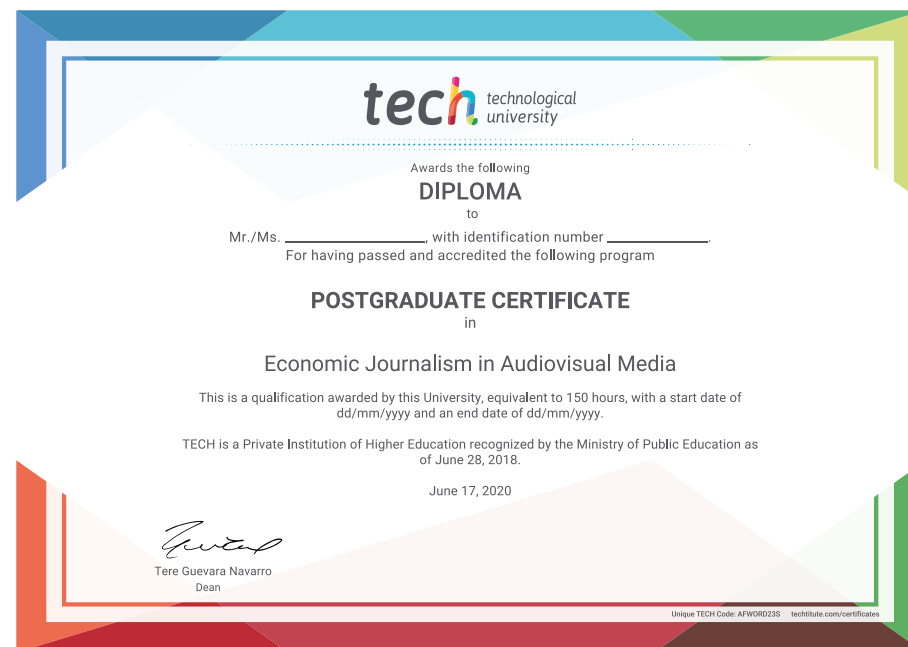 tech technological
university
Awards the following
DIPLOMA
to
Mr./Ms. ____________________, with identification number ______________.
For having passed and accredited the following program
POSTGRADUATE CERTIFICATE
in
Economic Journalism in Audiovisual Media
This is a qualification awarded by this University, equivalent to 150 hours, with a start date of
dd/mm/yyyy and an end date of dd/mm/yyyy.
TECH is a Private Institution of Higher Education recognized by the Ministry of Public Education as
of June 28, 2018.
June 17, 2020
Tere Guevara Navarro
Dean
Unique TECH Code: AFWORD23S techtitute.com/certificates